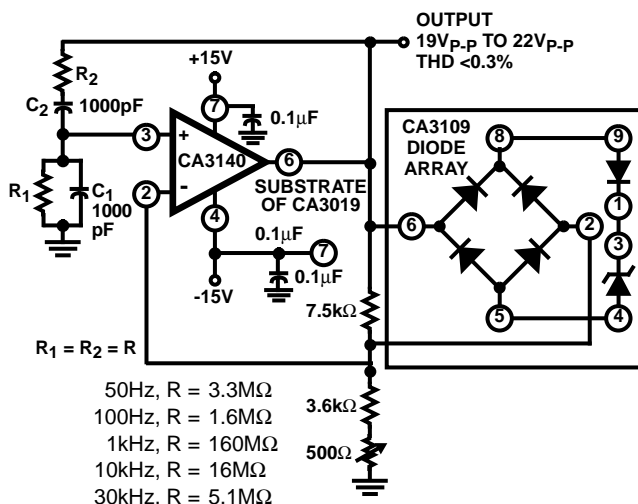 OUTPUT
19VP-P TO 22VP-P
THD <0.3%
+15V
R2
C2 1000pF
7
0.1µF
CA3109
DIODE
ARRAY
8
9
3
+
CA3140
6
SUBSTRATE
OF CA3019
R1
C1
1000
pF
2
-
4
0.1µF
7
0.1µF
-15V
6
2
1
3
5
4
7.5kΩ
R1 = R2 = R
50Hz, R = 3.3MΩ
100Hz, R = 1.6MΩ
1kHz, R = 160MΩ
10kHz, R = 16MΩ
30kHz, R = 5.1MΩ
3.6kΩ
500Ω